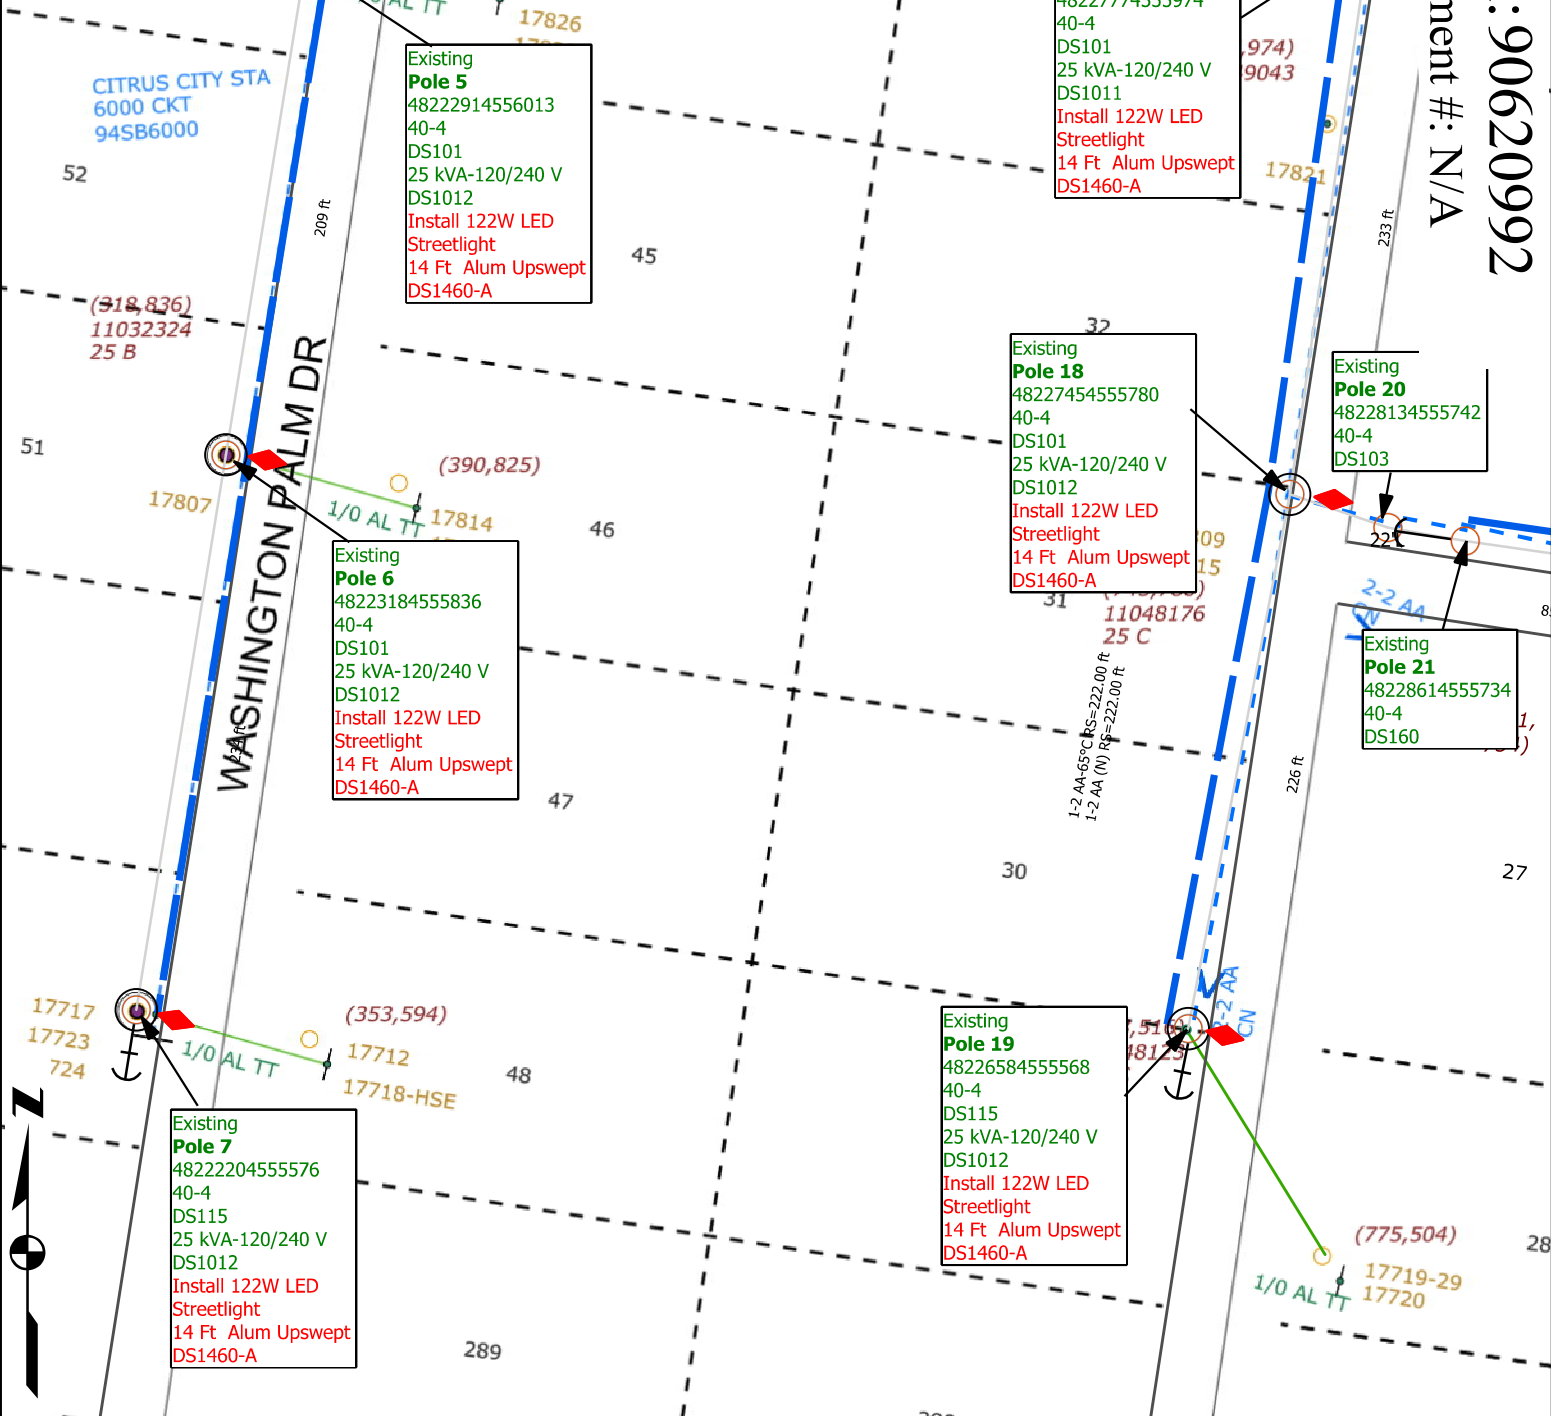 17826
Existing
Pole 5
48222914556013
40-4
DS101
25 kVA-120/240 V
DS1012
Install 122W LED
Streetlight
14 Ft Alum Upswept
DS1460-A
CITRUS CITY STA
6000 CKT
94SB6000
52
209 ft
45
40-4
DS101
25 kVA-120/240 V
DS1011
Install 122W LED
Streetlight
14 Ft Alum Upswept
DS1460-A
,974)
17821
233 ft
:90620992
ment #: N/A
(318,836)
11032324
25 B
WASHINGTON PALM DR
51
17807
(390,825)
1/0 AL TT
17814
46
32
Existing
Pole 18
48227454555780
40-4
DS101
25 kVA-120/240 V
DS1012
Install 122W LED
Streetlight
14 Ft Alum Upswept
DS1460-A
Existing
Pole 20
48228134555742
40-4
DS103
31
11048176
25 C
2-2 AA
CN
Existing
Pole 21
48228614555734
40-4
DS160
Existing
Pole 6
48223184555836
40-4
DS101
25 kVA-120/240 V
DS1012
Install 122W LED
Streetlight
14 Ft Alum Upswept
DS1460-A
1-2 AA-65°C RS=222.00 ft
1-2 AA (N) RS=222.00 ft
226 ft
47
30
27
17717
17723
724
1/0 AL TT
(353,594)
17712
17718-HSE
48
2-2 AA
CN
Existing
Pole 19
48226584555568
40-4
DS115
25 kVA-120/240 V
DS1012
Install 122W LED
Streetlight
14 Ft Alum Upswept
DS1460-A
Existing
Pole 7
48222204555576
40-4
DS115
25 kVA-120/240 V
DS1012
Install 122W LED
Streetlight
14 Ft Alum Upswept
DS1460-A
(775,504)
17719-29
17720
1/0 AL TT
28
289